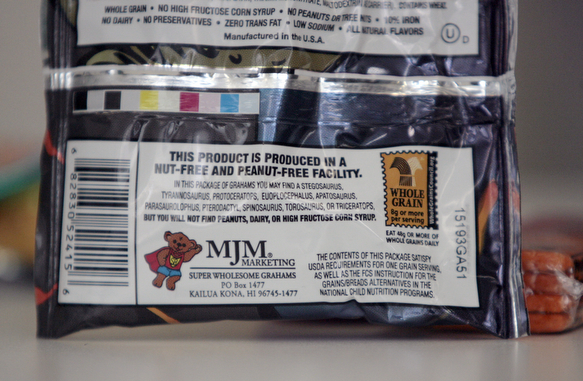 WHOLE GRAIN • NO HIGH FRUCTOSE CORN SYRUP • NO PEANUTS OR TREE NUTS • 10% IRON
NO DAIRY • NO PRESERVATIVES • ZERO TRANS FAT • LOW SODIUM • ALL NATURAL FLAVORS
Manufactured in the U.S.A.
U D
THIS PRODUCT IS PRODUCED IN A
NUT-FREE AND PEANUT-FREE FACILITY.
IN THIS PACKAGE OF GRAHAMS YOU MAY FIND A STEGOSAURUS,
TYRANNOSAURUS, PROTOCERATOPS, EUOPLOCEPHALUS, APATOSAURUS,
PARASAUROLOPHUS, PTERODACTYL, SPINOSAURUS, TOROSAURUS, OR TRICERATOPS,
BUT YOU WILL NOT FIND PEANUTS, DAIRY, OR HIGH FRUCTOSE CORN SYRUP.
WHOLE
GRAIN
8g or more
per serving
EAT 48g OR MORE OF
WHOLE GRAINS DAILY
MJM®
MARKETING
SUPER WHOLESOME GRAHAMS
PO Box 1477
KAILUA KONA, HI 96745-1477
THE CONTENTS OF THIS PACKAGE SATISFY
USDA REQUIREMENTS FOR ONE GRAIN SERVING,
AS WELL AS THE FCS INSTRUCTION FOR THE
GRAINS/BREADS ALTERNATIVES IN THE
NATIONAL CHILD NUTRITION PROGRAMS.
15193GA51